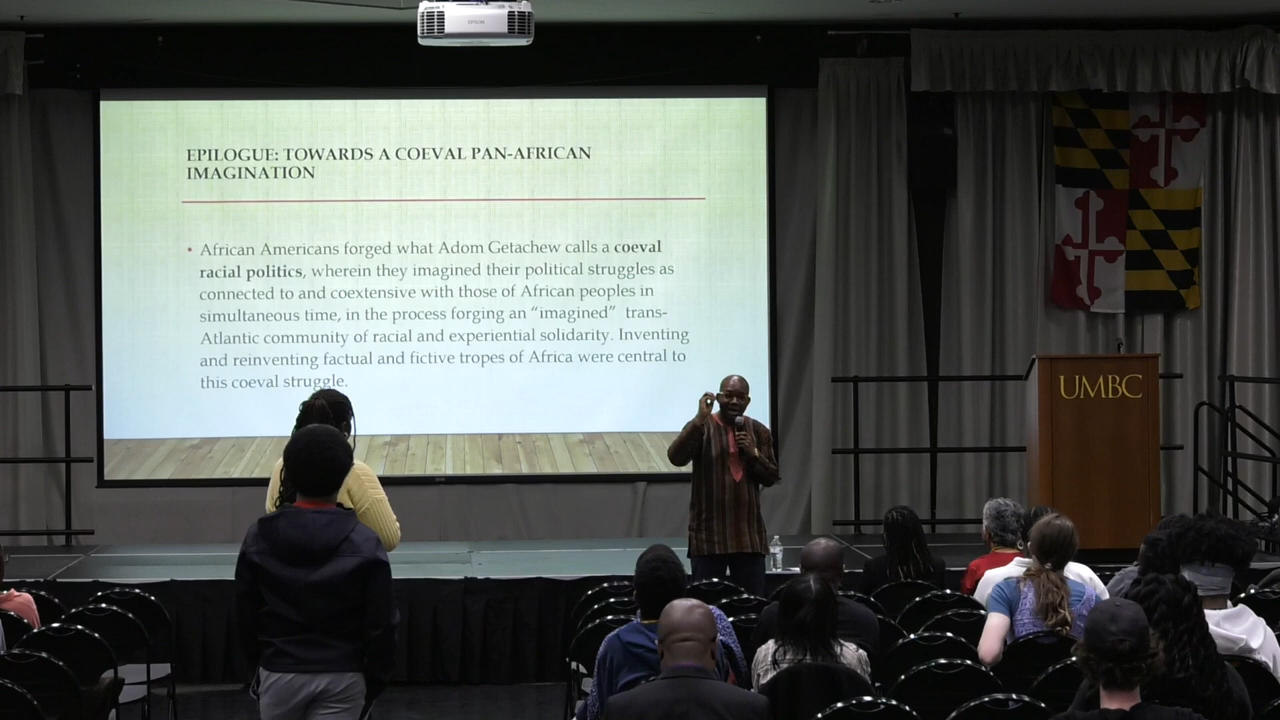 EPSON
EPILOGUE: TOWARDS A COEVAL PAN-AFRICAN
IMAGINATION
• African Americans forged what Adom Getachew calls a coeval
racial politics, wherein they imagined their political struggles as
connected to and coextensive with those of African peoples in
simultaneous time, in the process forging an “imagined” trans-
Atlantic community of racial and experiential solidarity. Inventing
and reinventing factual and fictive tropes of Africa were central to
this coeval struggle.
UMBC